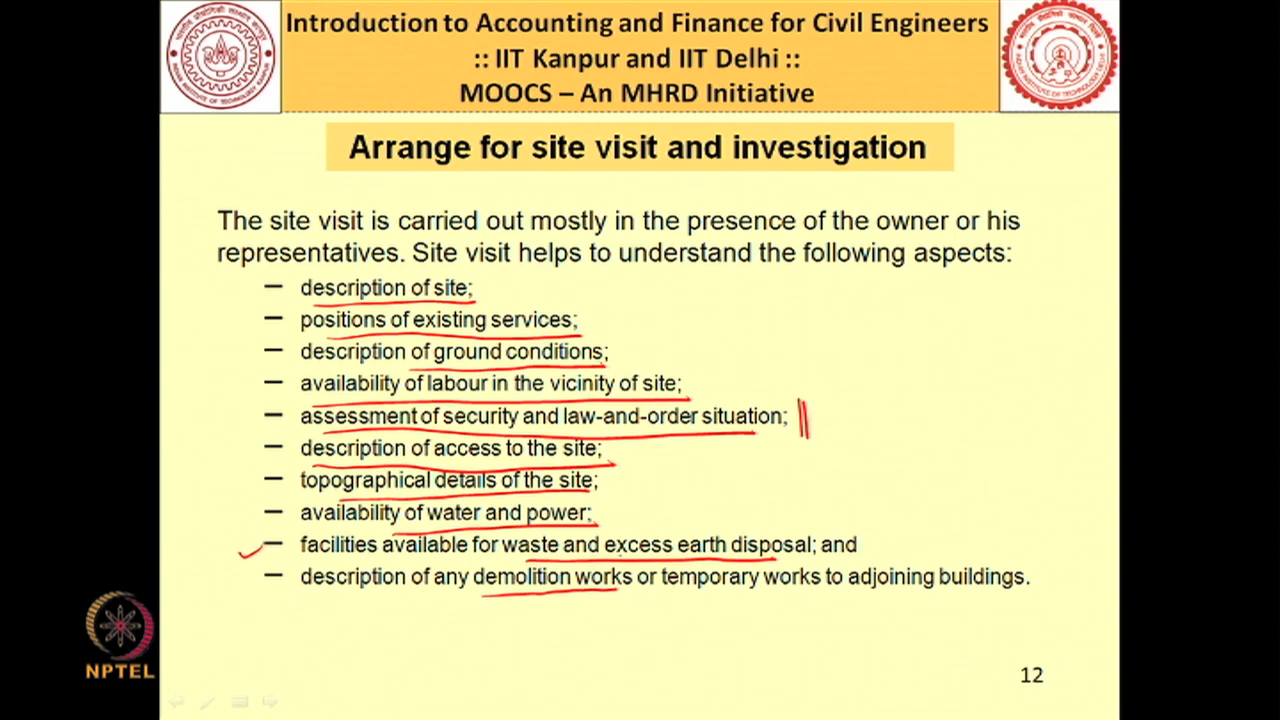 Introduction to Accounting and Finance for Civil Engineers
:: IIT Kanpur and IIT Delhi ::
MOOCS – An MHRD Initiative
Arrange for site visit and investigation
The site visit is carried out mostly in the presence of the owner or his
representatives. Site visit helps to understand the following aspects:
– description of site;
– positions of existing services;
– description of ground conditions;
– availability of labour in the vicinity of site;
– assessment of security and law-and-order situation;
– description of access to the site;
– topographical details of the site;
– availability of water and power;
– facilities available for waste and excess earth disposal; and
– description of any demolition works or temporary works to adjoining buildings.
NPTEL
12